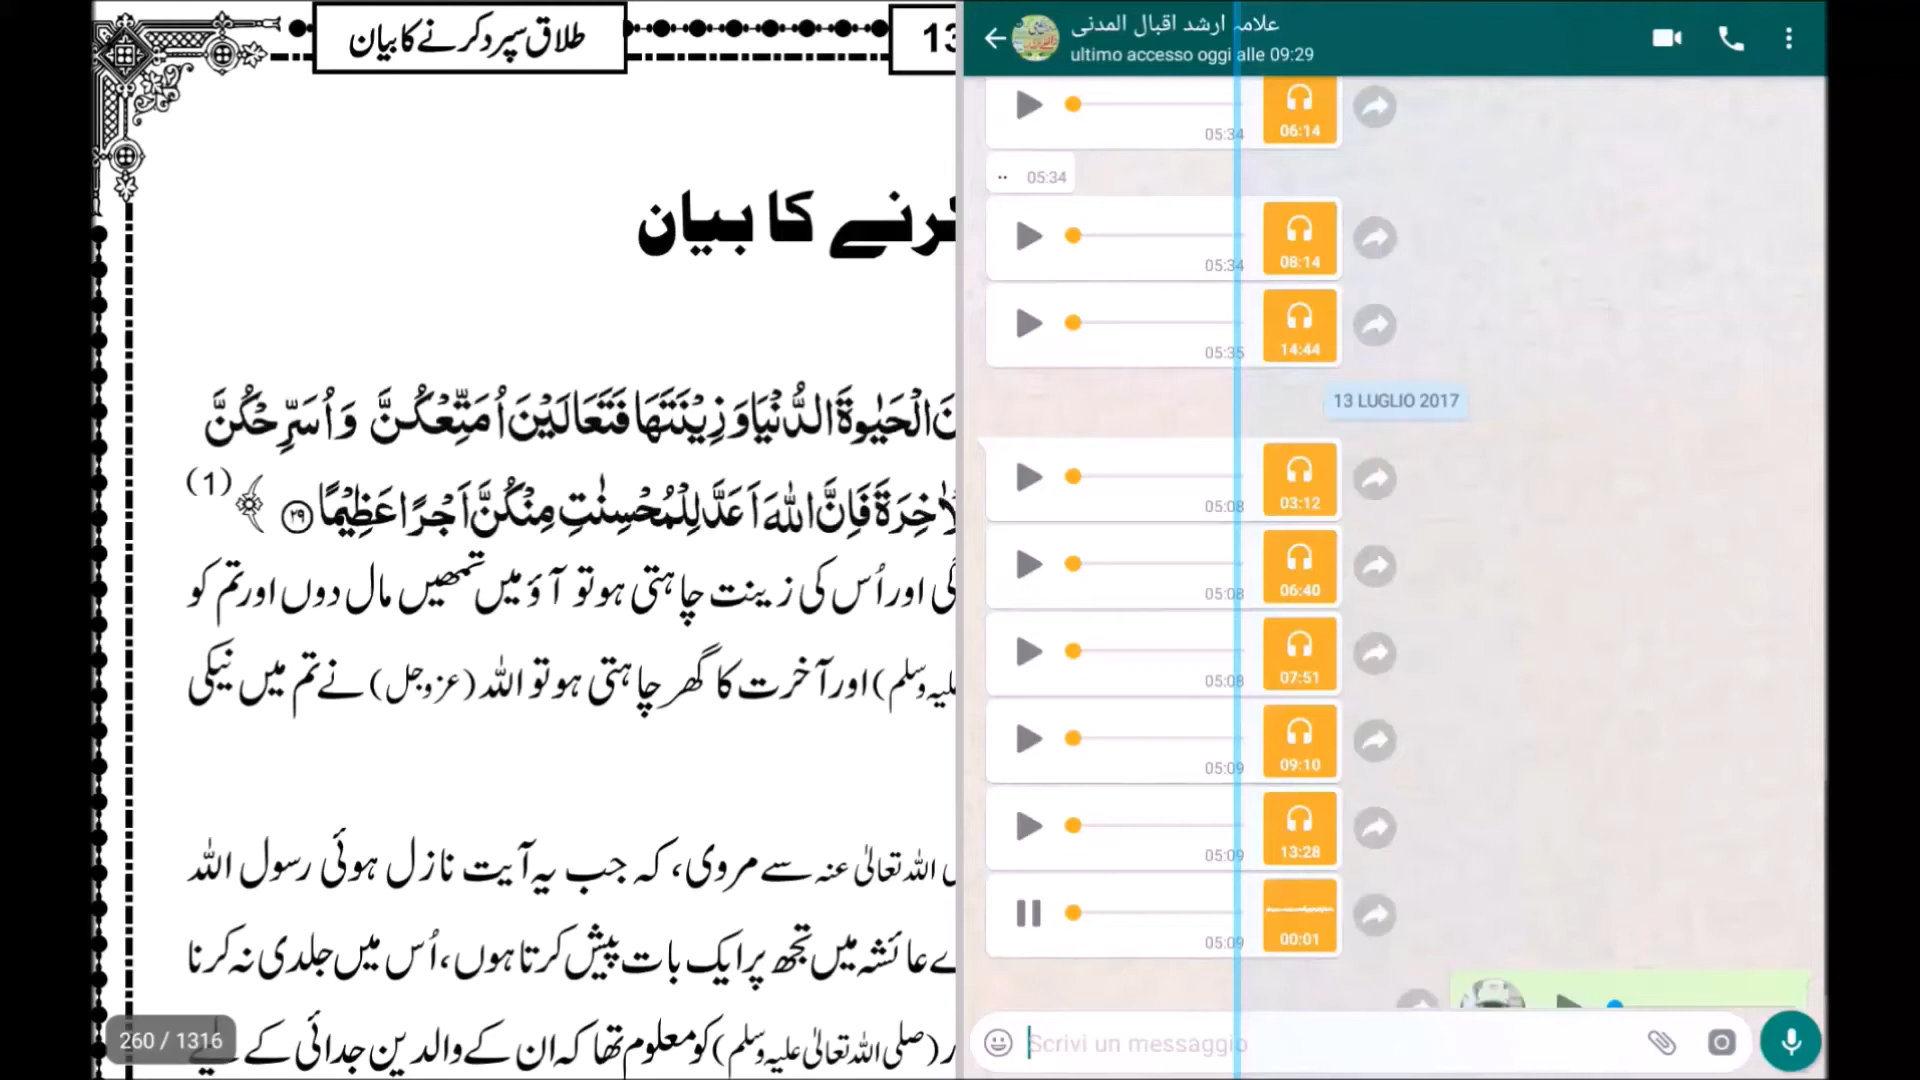 طلاق سپرد کرنے کا بیان
13
کرنے کا بیان
الْحَیٰوةَ الدُّنْیَا وَ زِیْنَتَهَا فَتَعَالَیْنَ اُمَتِّعْكُنَّ وَ اُسَرِّحْكُنَّ
الْاٰخِرَةَ فَاِنَّ اللّٰهَ اَعَدَّ لِلْمُحْسِنٰتِ مِنْكُنَّ اَجْرًا عَظِیْمًا ﴿۲۹﴾ (1)
اور اُس کی زینت چاہتی ہو تو آؤ میں تمھیں مال دوں اور تم کو
علیہ وسلم) اور آخرت کا گھر چاہتی ہو تو اللہ (عزوجل) نے تم میں نیکی
اللہ تعالیٰ عنہ سے مروی، کہ جب یہ آیت نازل ہوئی رسول اللہ
عائشہ میں تجھ پر ایک بات پیش کرتا ہوں، اُس میں جلدی نہ کرنا
(صلی اللہ تعالیٰ علیہ وسلم) کو معلوم تھا کہ ان کے والدین جدائی کے لیے
260 / 1316
علامہ ارشد اقبال المدنی
ultimo accesso oggi alle 09:29
05:34
06:14
.. 05:34
05:34
08:14
05:35
14:44
13 LUGLIO 2017
05:08
03:12
05:08
06:40
05:08
07:51
05:09
09:10
05:09
13:28
05:09
00:01
Scrivi un messaggio